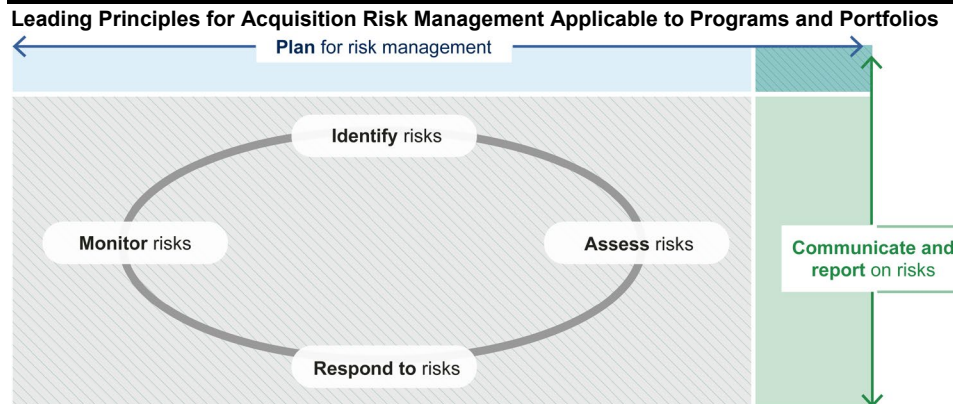 Leading Principles for Acquisition Risk Management Applicable to Programs and Portfolios
Plan for risk management
Identify risks
Monitor risks
Assess risks
Communicate and
report on risks
Respond to risks